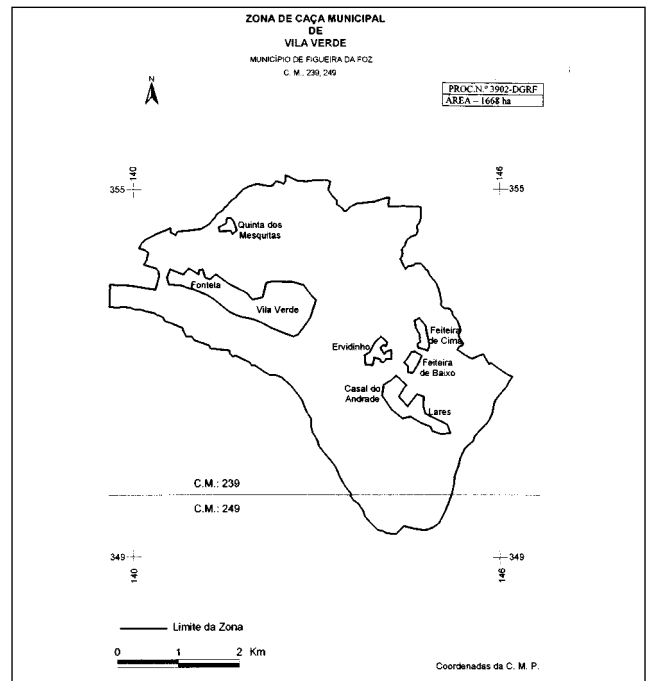 ZONA DE CAÇA MUNICIPAL
DE
VILA VERDE
MUNICÍPIO DE FIGUEIRA DA FOZ
C. M.: 239, 249
N
PROC.N.º 3902-DGRF
ÁREA – 1668 ha
140
146
355
355
Quinta dos
Mesquitas
Fontela
Vila Verde
Feiteira
de Cima
Ervidinho
Feiteira
de Baixo
Casal do
Andrade
Lares
C.M.: 239
C.M.: 249
349
349
140
146
Limite da Zona
0 1 2 Km
Coordenadas da C. M. P.